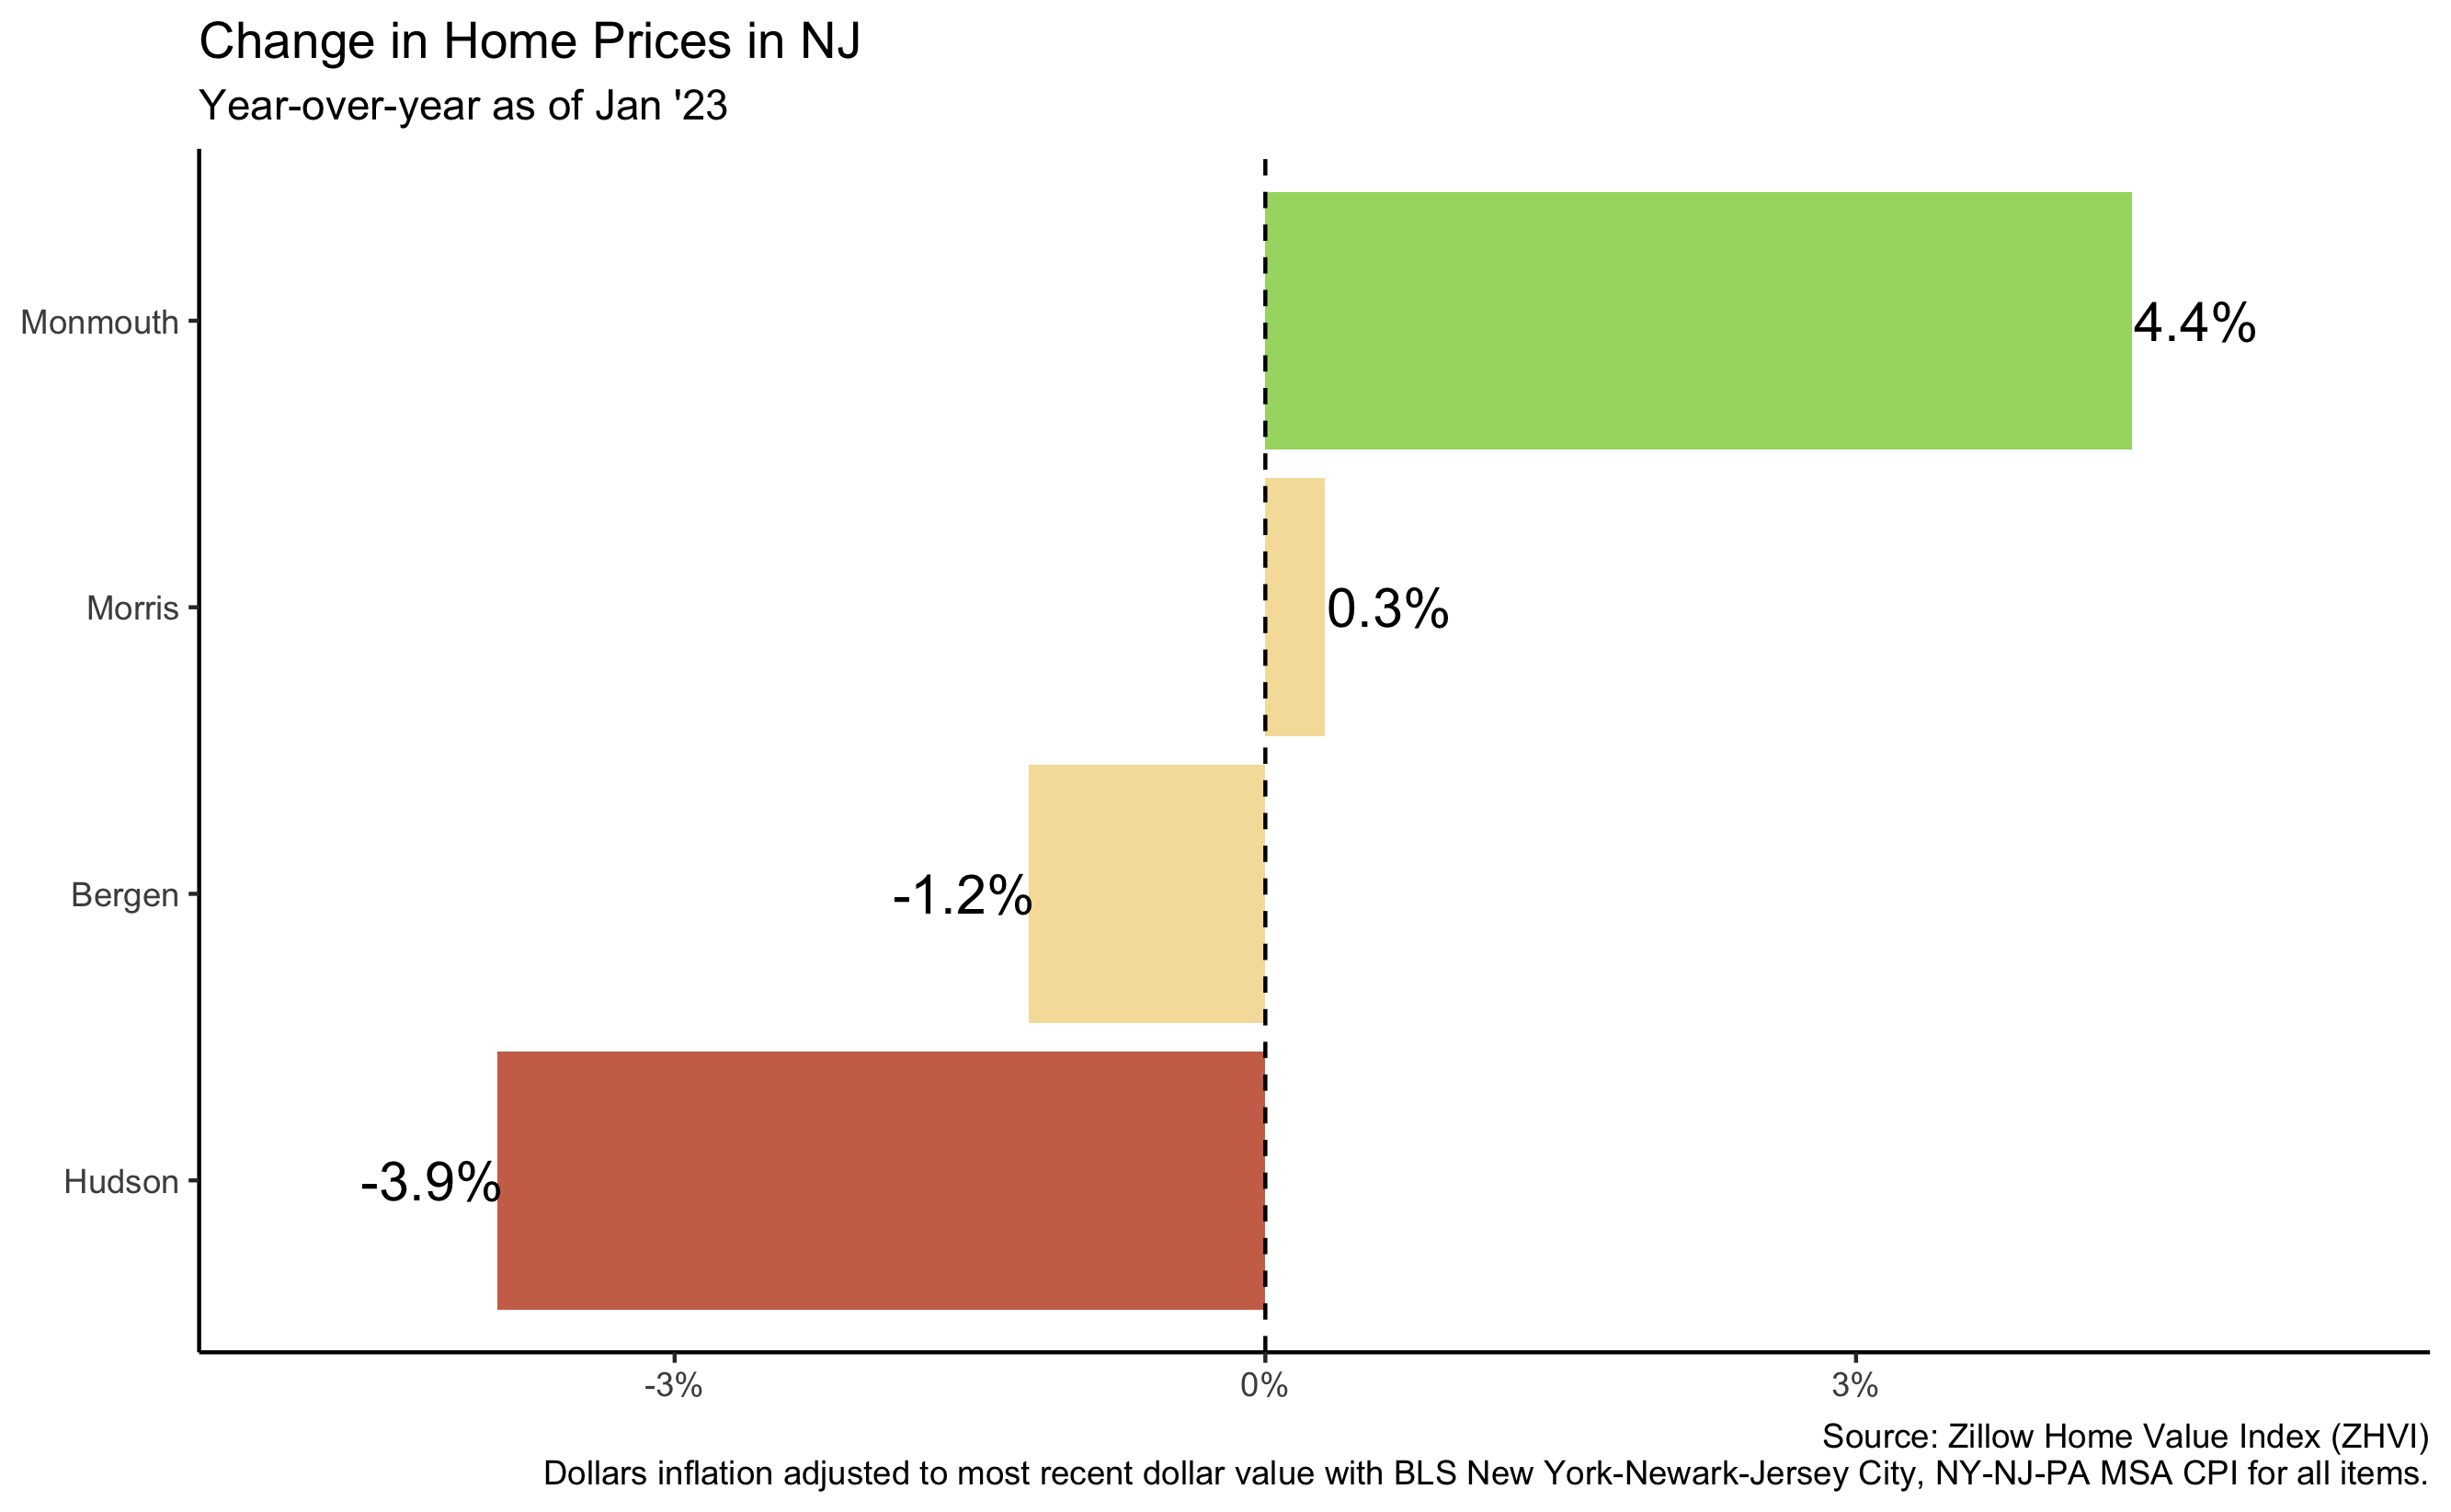 Change in Home Prices in NJ
Year-over-year as of Jan '23
Monmouth
4.4%
Morris
0.3%
Bergen
-1.2%
Hudson
-3.9%
-3%
0%
3%
Source: Zillow Home Value Index (ZHVI)
Dollars inflation adjusted to most recent dollar value with BLS New York-Newark-Jersey City, NY-NJ-PA MSA CPI for all items.